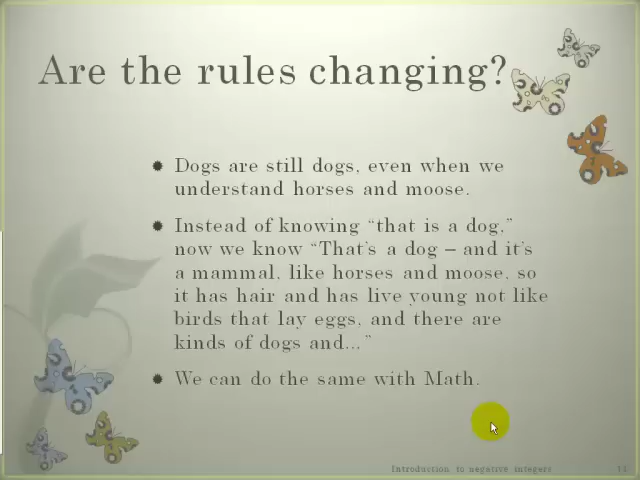 Are the rules changing?
Dogs are still dogs, even when we
understand horses and moose.
Instead of knowing “that is a dog,”
now we know “That's a dog – and it's
a mammal, like horses and moose, so
it has hair and has live young not like
birds that lay eggs, and there are
kinds of dogs and...”
We can do the same with Math.
Introduction to negative integers